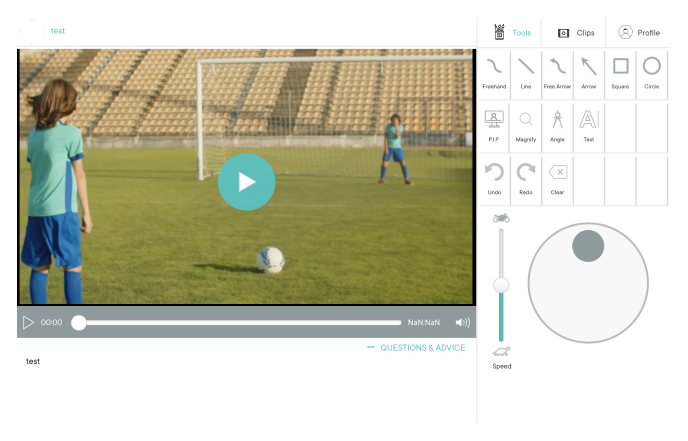 test
Tools
Clips
Profile
Freehand
Line
Free Arrow
Arrow
Square
Circle
P.I.P
Magnify
Angle
Text
Undo
Redo
Clear
00:00
NaN:NaN
QUESTIONS & ADVICE
test
Speed